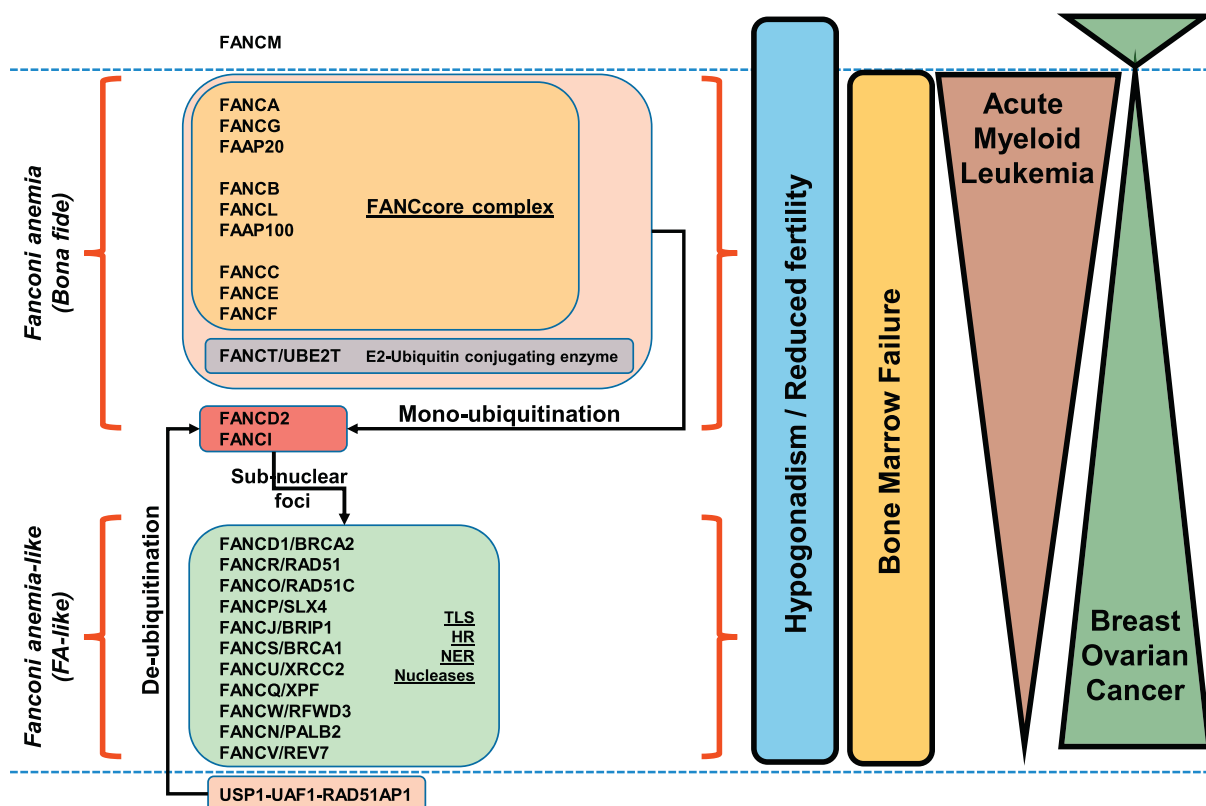 FANCM
Fanconi anemia
(Bona fide)
FANCA
FANCG
FAAP20
FANCB
FANCL
FAAP100
FANCcore complex
FANCC
FANCE
FANCF
FANCT/UBE2T
E2-Ubiquitin conjugating enzyme
FANCD2
FANCI
Mono-ubiquitination
Sub-nuclear
foci
De-ubiquitination
Fanconi anemia-like
(FA-like)
FANCD1/BRCA2
FANCR/RAD51
FANCO/RAD51C
FANCP/SLX4
FANCJ/BRIP1
FANCS/BRCA1
FANCU/XRCC2
FANCQ/XPF
FANCW/RFWD3
FANCN/PALB2
FANCV/REV7
TLS
HR
NER
Nucleases
USP1-UAF1-RAD51AP1
Hypogonadism / Reduced fertility
Bone Marrow Failure
Acute
Myeloid
Leukemia
Breast
Ovarian
Cancer